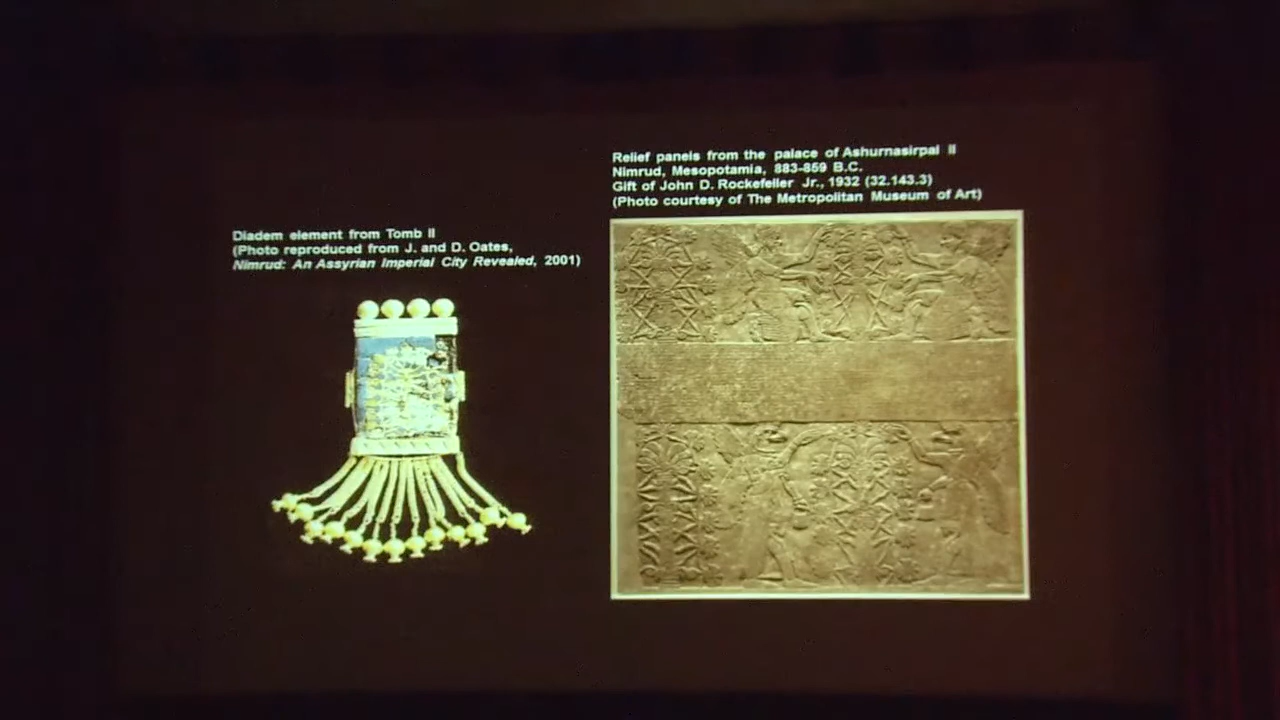 Diadem element from Tomb II
(Photo reproduced from J. and D. Oates,
Nimrud: An Assyrian Imperial City Revealed, 2001)
Relief panels from the palace of Ashurnasirpal II
Nimrud, Mesopotamia, 883-859 B.C.
Gift of John D. Rockefeller Jr., 1932 (32.143.3)
(Photo courtesy of The Metropolitan Museum of Art)